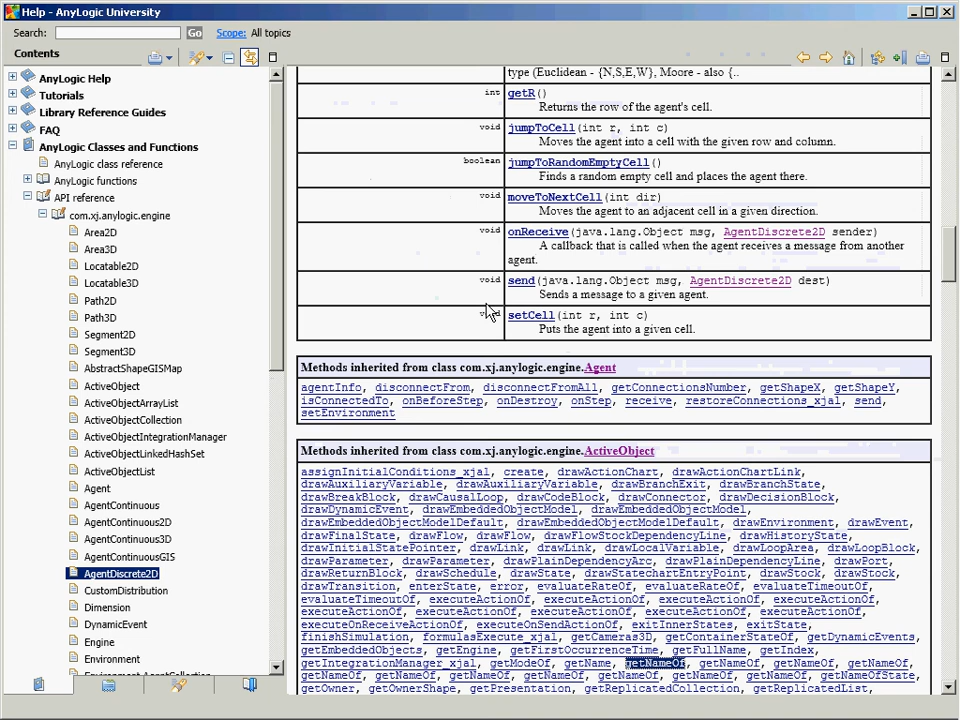 Help - AnyLogic University
Search: Go Scope: All topics
Contents
AnyLogic Help
Tutorials
Library Reference Guides
FAQ
AnyLogic Classes and Functions
AnyLogic class reference
AnyLogic functions
API reference
com.xj.anylogic.engine
Area2D
Area3D
Locatable2D
Locatable3D
Path2D
Path3D
Segment2D
Segment3D
AbstractShapeGISMap
ActiveObject
ActiveObjectArrayList
ActiveObjectCollection
ActiveObjectIntegrationManager
ActiveObjectLinkedHashSet
ActiveObjectList
Agent
AgentContinuous
AgentContinuous2D
AgentContinuous3D
AgentContinuousGIS
AgentDiscrete2D
CustomDistribution
Dimension
DynamicEvent
Engine
Environment
type (Euclidean - {N,S,E,W}, Moore - also {..
int getR()
Returns the row of the agent's cell.
void jumpToCell(int r, int c)
Moves the agent into a cell with the given row and column.
boolean jumpToRandomEmptyCell()
Finds a random empty cell and places the agent there.
void moveToNextCell(int dir)
Moves the agent to an adjacent cell in a given direction.
void onReceive(java.lang.Object msg, AgentDiscrete2D sender)
A callback that is called when the agent receives a message from another
agent.
void send(java.lang.Object msg, AgentDiscrete2D dest)
Sends a message to a given agent.
setCell(int r, int c)
Puts the agent into a given cell.
Methods inherited from class com.xj.anylogic.engine.Agent
agentInfo, disconnectFrom, disconnectFromAll, getConnectionsNumber, getShapeX, getShapeY,
isConnectedTo, onBeforeStep, onDestroy, onStep, receive, restoreConnections_xjal, send,
setEnvironment
Methods inherited from class com.xj.anylogic.engine.ActiveObject
assignInitialConditions_xjal, create, drawActionChart, drawActionChartLink,
drawAuxiliaryVariable, drawAuxiliaryVariable, drawBranchExit, drawBranchState,
drawBreakBlock, drawCausalLoop, drawCodeBlock, drawConnector, drawDecisionBlock,
drawDynamicEvent, drawEmbeddedObjectModel, drawEmbeddedObjectModel,
drawEmbeddedObjectModelDefault, drawEmbeddedObjectModelDefault, drawEnvironment, drawEvent,
drawFinalState, drawFlow, drawFlow, drawFlowStockDependencyLine, drawHistoryState,
drawInitialStatePointer, drawLink, drawLink, drawLocalVariable, drawLoopArea, drawLoopBlock,
drawParameter, drawParameter, drawPlainDependencyArc, drawPlainDependencyLine, drawPort,
drawReturnBlock, drawSchedule, drawState, drawStatechartEntryPoint, drawStock, drawStock,
drawTransition, enterState, error, evaluateRateOf, evaluateRateOf, evaluateTimeoutOf,
evaluateTimeoutOf, executeActionOf, executeActionOf, executeActionOf, executeActionOf,
executeActionOf, executeActionOf, executeActionOf, executeActionOf, executeActionOf,
executeOnReceiveActionOf, executeOnSendActionOf, exitInnerStates, exitState,
finishSimulation, formulasExecute_xjal, getCameras3D, getContainerStateOf, getDynamicEvents,
getEmbeddedObjects, getEngine, getFirstOccurrenceTime, getFullName, getIndex,
getIntegrationManager_xjal, getModeOf, getName, getNameOf, getNameOf, getNameOf, getNameOf,
getNameOf, getNameOf, getNameOf, getNameOf, getNameOf, getNameOf, getNameOf, getNameOfState,
getOwner, getOwnerShape, getPresentation, getReplicatedCollection, getReplicatedList,